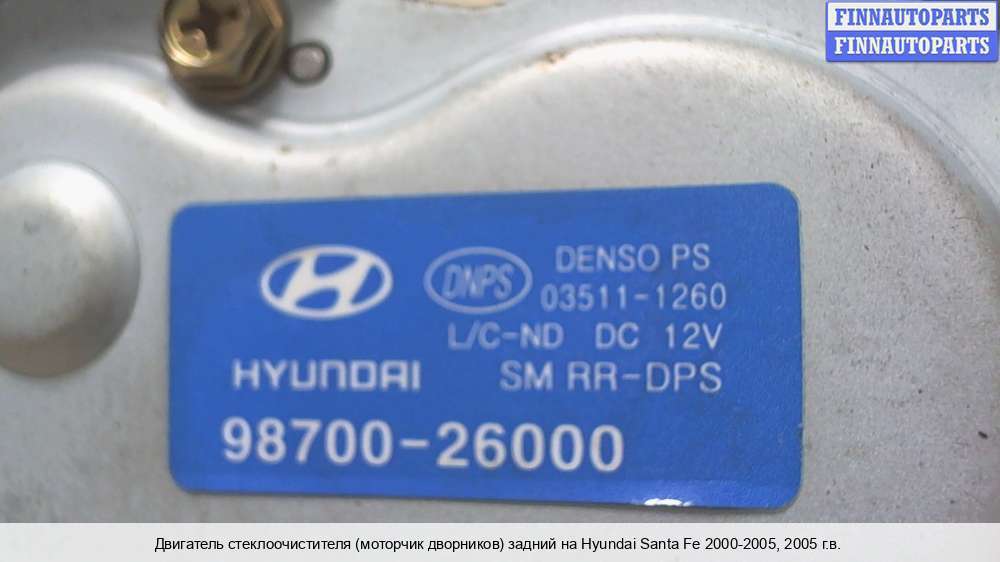 FINNAUTOPARTS
FINNAUTOPARTS
DNPS
DENSO PS
03511-1260
L/C-ND DC 12V
HYUNDAI
SM RR-DPS
98700-26000
Двигатель стеклоочистителя (моторчик дворников) задний на Hyundai Santa Fe 2000-2005, 2005 г.в.